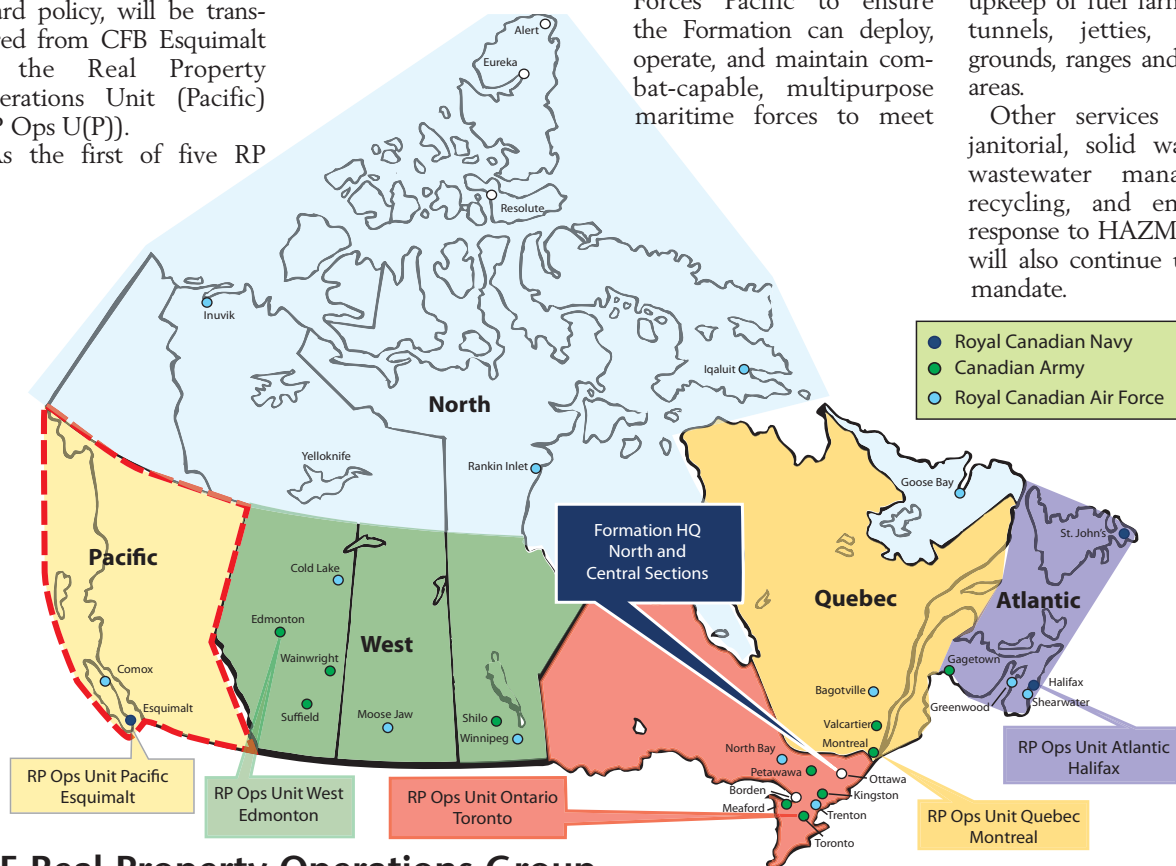 ard policy, will be trans-
red from CFB Esquimalt
the Real Property
erations Unit (Pacific)
Ops U(P)).
s the first of five RP
Forces Pacific to ensure
the Formation can deploy,
operate, and maintain com-
bat-capable, multipurpose
maritime forces to meet
upkeep of fuel farm
tunnels, jetties,
grounds, ranges and
areas.
Other services
janitorial, solid wa
wastewater mana
recycling, and en
response to HAZM
will also continue u
mandate.
Alert
Eureka
Resolute
Inuvik
Iqaluit
North
Yelloknife
Rankin Inlet
Royal Canadian Navy
Canadian Army
Royal Canadian Air Force
Goose Bay
St. John's
Formation HQ
North and
Central Sections
Pacific
Cold Lake
Quebec
Atlantic
Edmonton
West
Wainwright
Gagetown
Comox
Bagotville
Halifax
Greenwood
Shearwater
Esquimalt
Suffield
Moose Jaw
Shilo
Winnipeg
Valcartier
Montreal
North Bay
Petawawa
Ottawa
Borden
Kingston
Meaford
Trenton
Toronto
RP Ops Unit Pacific
Esquimalt
RP Ops Unit West
Edmonton
RP Ops Unit Ontario
Toronto
RP Ops Unit Quebec
Montreal
RP Ops Unit Atlantic
Halifax
F Real Property Operations Group